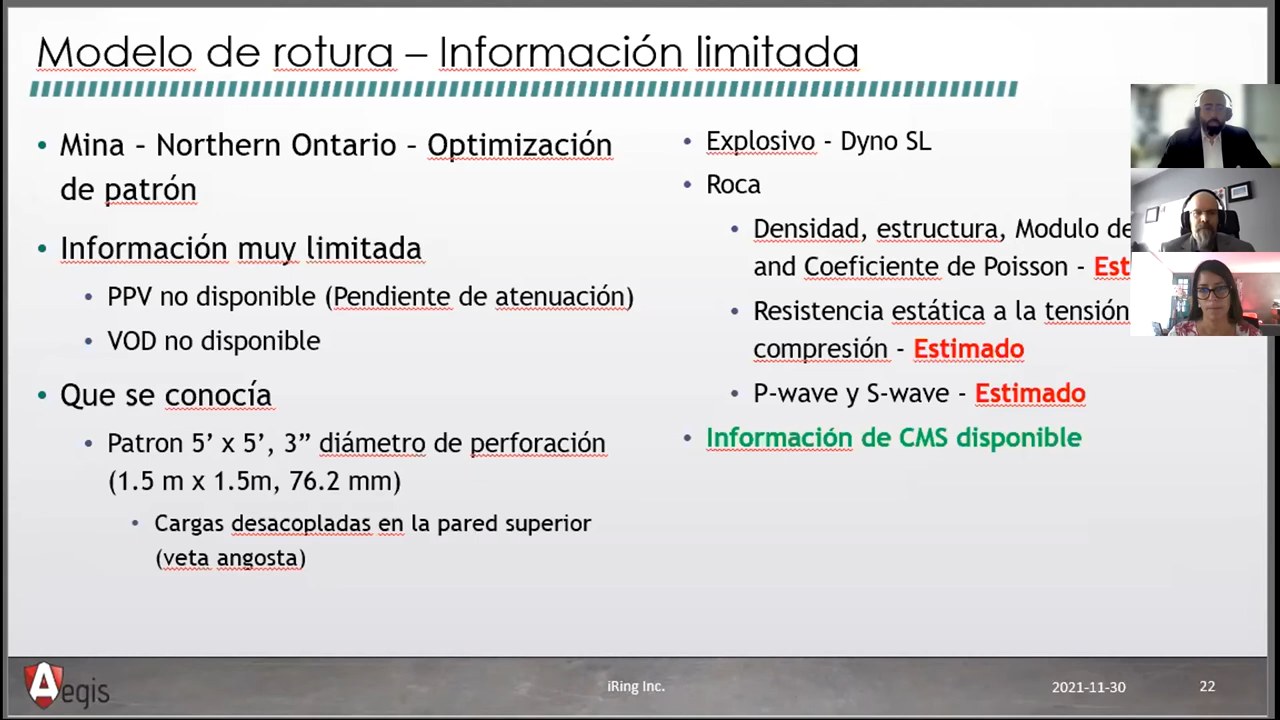 Modelo de rotura – Información limitada
• Mina – Northern Ontario – Optimización
de patrón
• Información muy limitada
• PPV no disponible (Pendiente de atenuación)
• VOD no disponible
• Que se conocía
• Patron 5’ x 5’, 3” diámetro de perforación
(1.5 m x 1.5m, 76.2 mm)
• Cargas desacopladas en la pared superior
(veta angosta)
• Explosivo - Dyno SL
• Roca
• Densidad, estructura, Modulo de
and Coeficiente de Poisson - Est
• Resistencia estática a la tensión
compresión - Estimado
• P-wave y S-wave - Estimado
• Información de CMS disponible
Aegis
iRing Inc.
2021-11-30
22